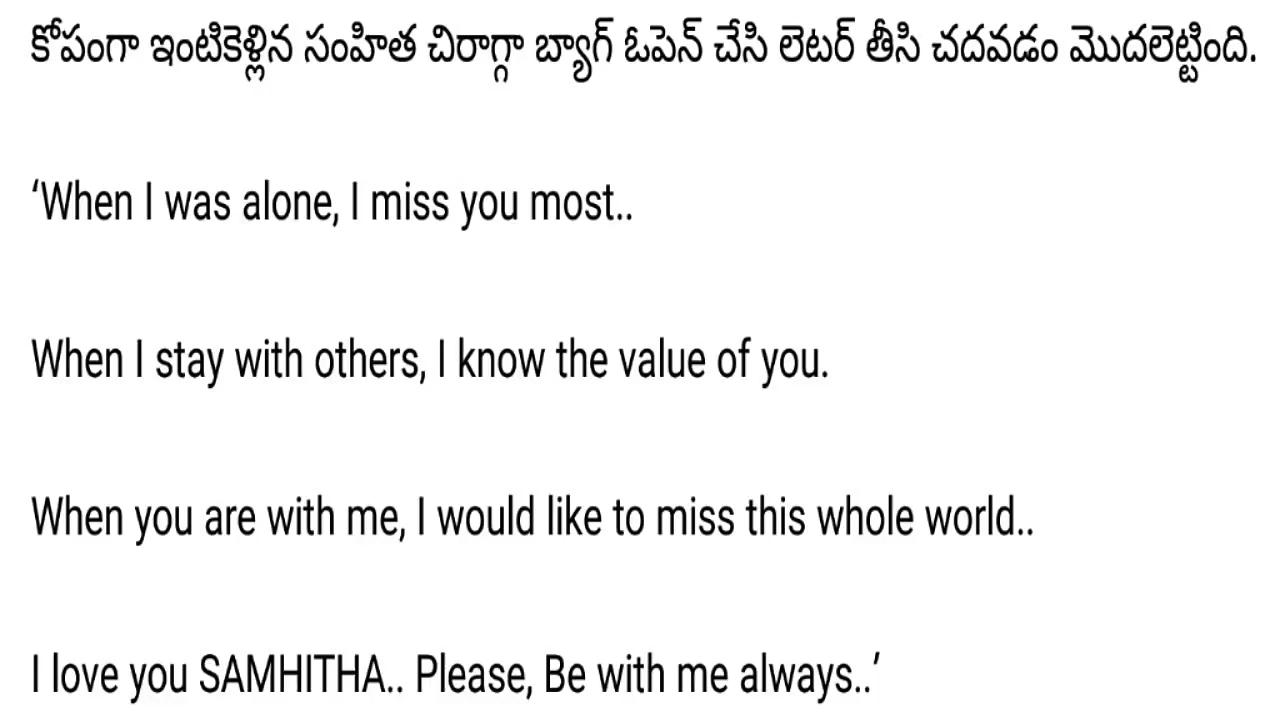 కోపంగా ఇంటికెళ్లిన సంహిత చిరాగ్గా బ్యాగ్ ఓపెన్ చేసి లెటర్ తీసి చదవడం మొదలెట్టింది.
‘When I was alone, I miss you most..
When I stay with others, I know the value of you.
When you are with me, I would like to miss this whole world..
I love you SAMHITHA.. Please, Be with me always..’